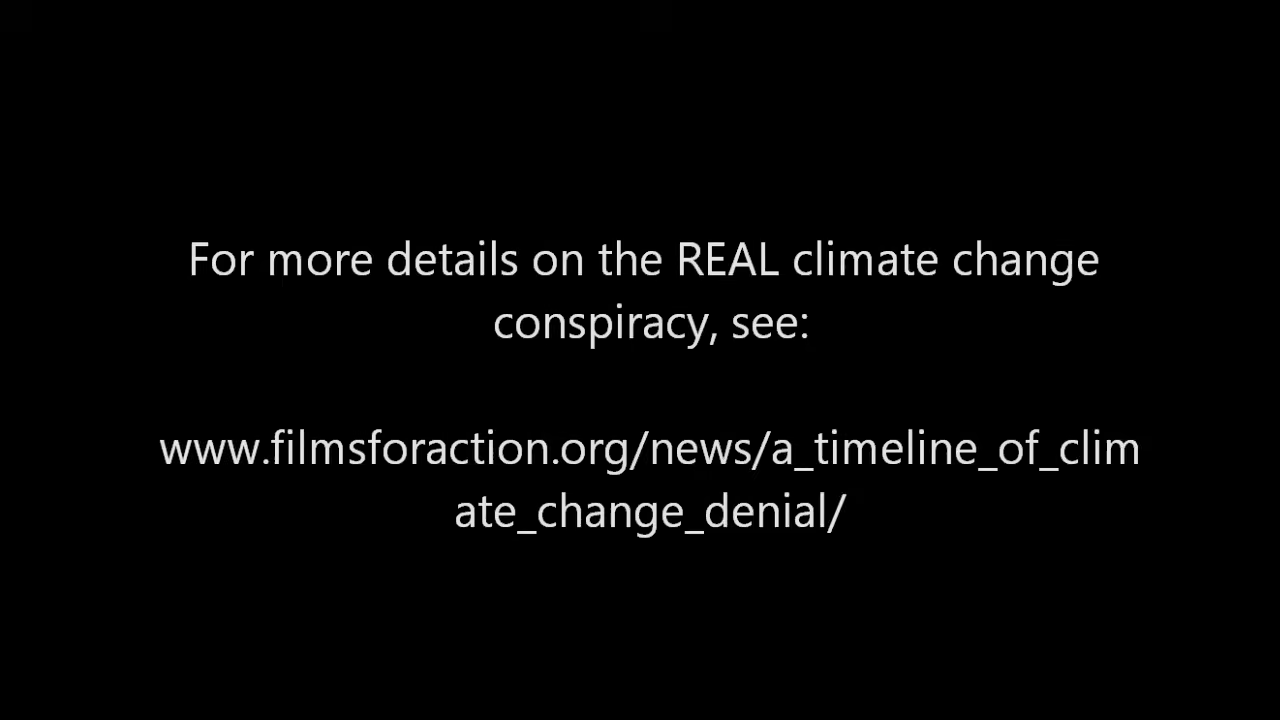 For more details on the REAL climate change
conspiracy, see:
www.filmsforaction.org/news/a_timeline_of_clim
ate_change_denial/